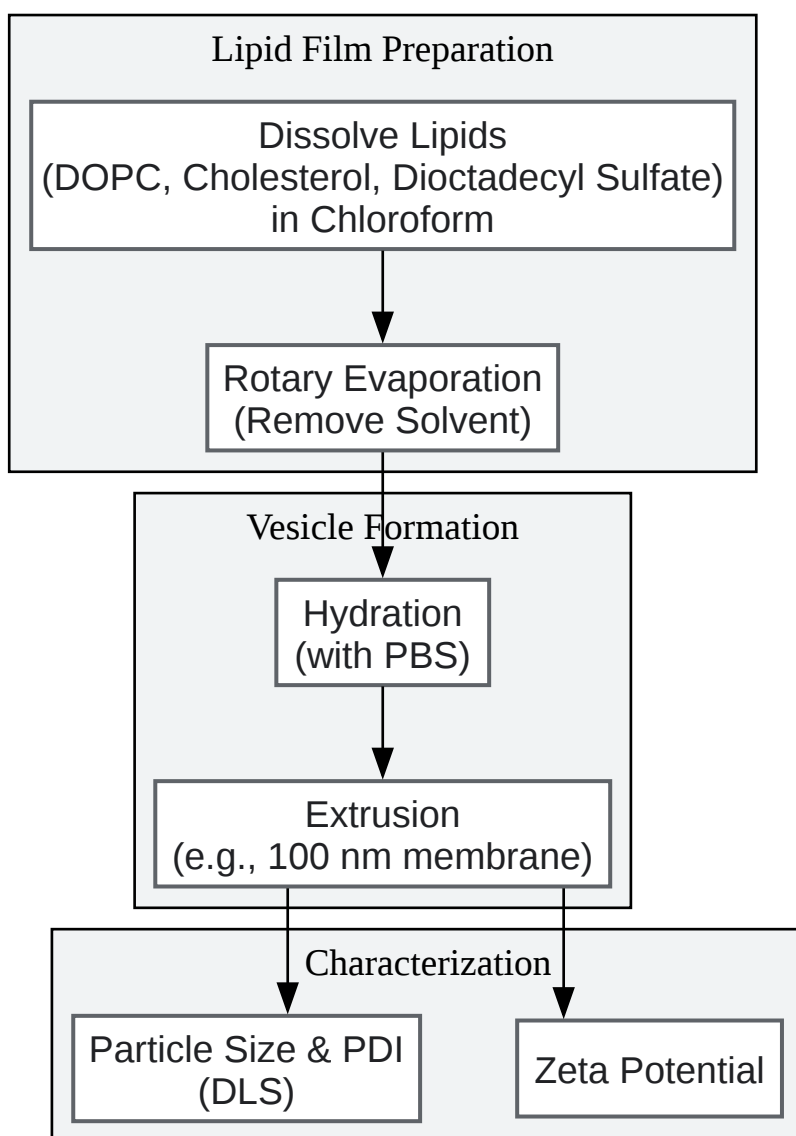 Lipid Film Preparation
Dissolve Lipids
(DOPC, Cholesterol, Dioctadecyl Sulfate)
in Chloroform
Rotary Evaporation
(Remove Solvent)
Vesicle Formation
Hydration
(with PBS)
Extrusion
(e.g., 100 nm membrane)
Characterization
Particle Size & PDI
(DLS)
Zeta Potential